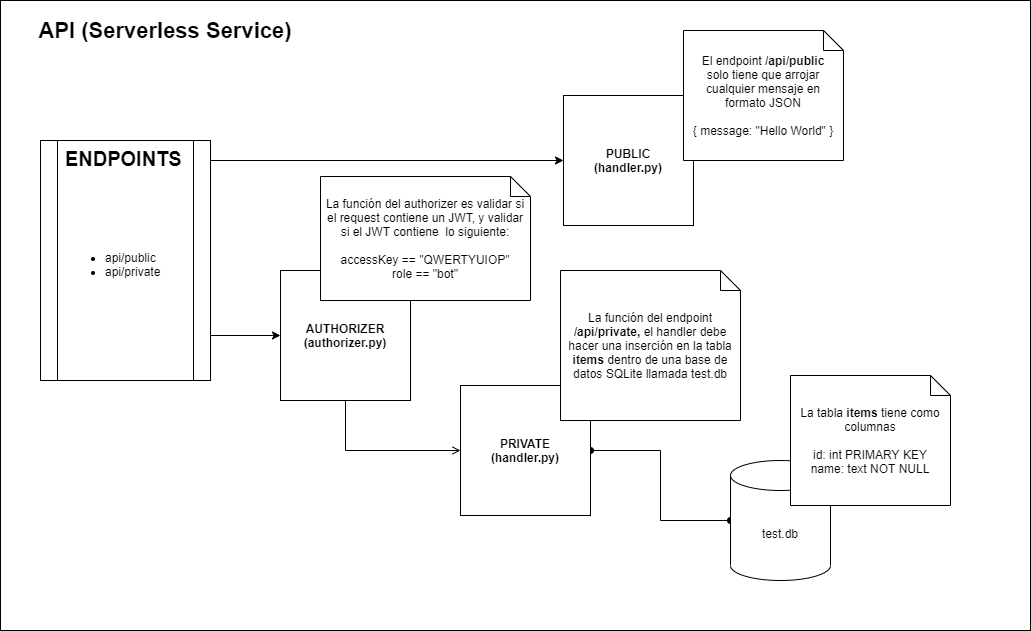 API (Serverless Service)
El endpoint /api/public
solo tiene que arrojar
cualquier mensaje en
formato JSON
{ message: "Hello World" }
PUBLIC
(handler.py)
ENDPOINTS
api/public
api/private
La función del authorizer es validar si
el request contiene un JWT, y validar
si el JWT contiene  lo siguiente:
accessKey == "QWERTYUIOP"
role == "bot"
AUTHORIZER
(authorizer.py)
La función del endpoint
/api/private, el handler debe
hacer una inserción en la tabla
items dentro de una base de
datos SQLite llamada test.db
PRIVATE
(handler.py)
La tabla items tiene como
columnas
id: int PRIMARY KEY
name: text NOT NULL
test.db